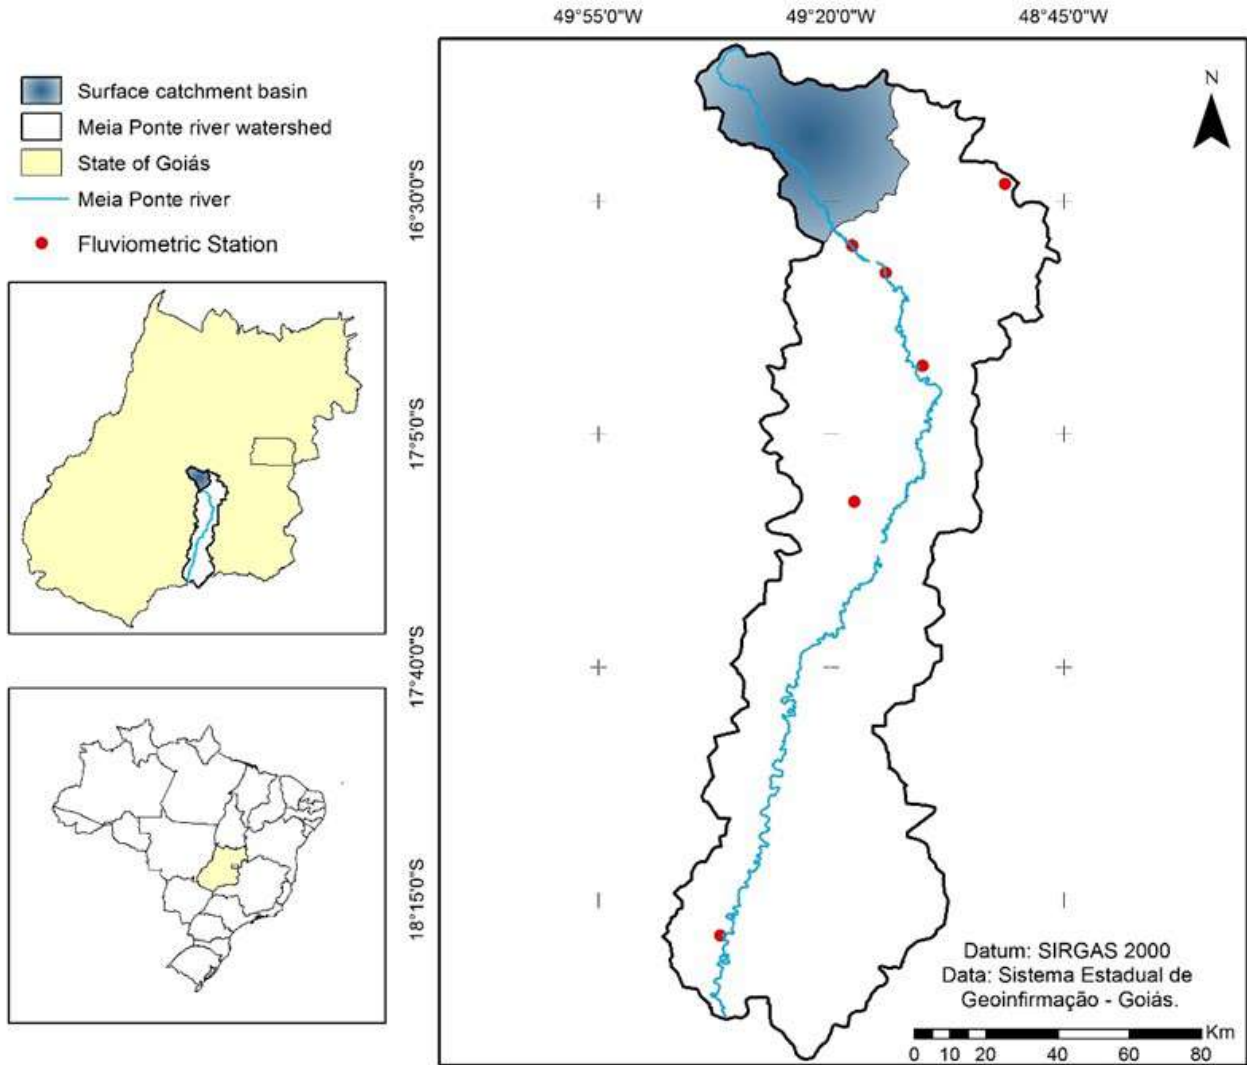 49°55'0"W 49°20'0"W 48°45'0"W
Surface catchment basin
Meia Ponte river watershed
State of Goiás
Meia Ponte river
Fluviometric Station
N
16°30'0"S
17°5'0"S
17°40'0"S
18°15'0"S
Datum: SIRGAS 2000
Data: Sistema Estadual de
Geoinfirmação - Goiás.
Km
0 10 20 40 60 80